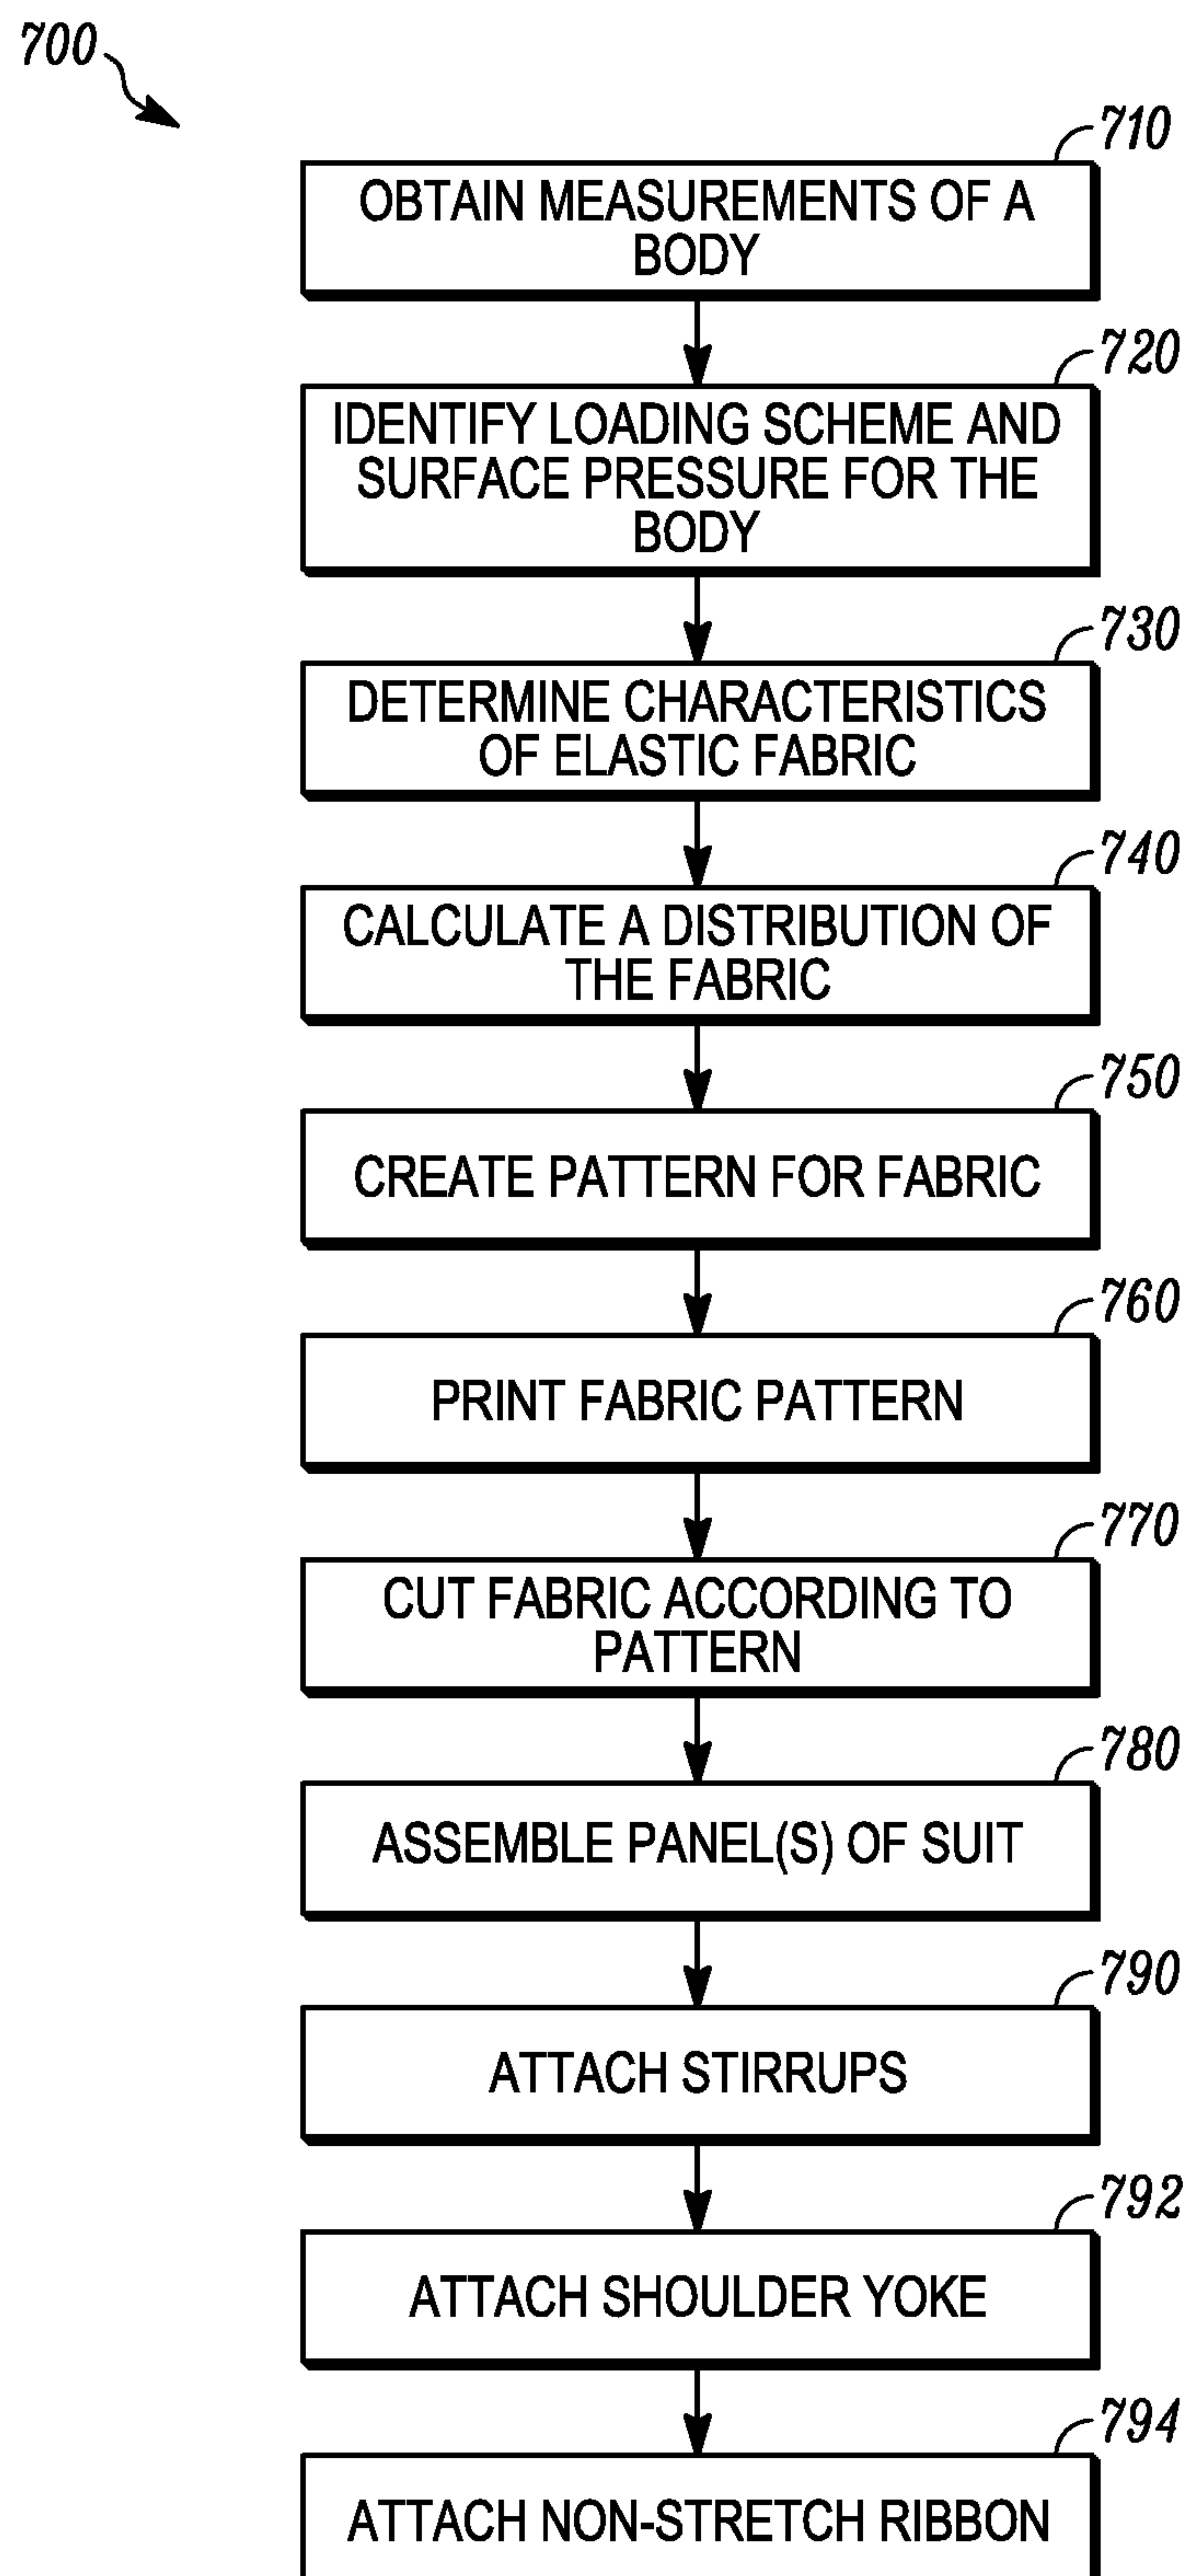 700
710
OBTAIN MEASUREMENTS OF A
BODY
720
IDENTIFY LOADING SCHEME AND
SURFACE PRESSURE FOR THE
BODY
730
DETERMINE CHARACTERISTICS
OF ELASTIC FABRIC
740
CALCULATE A DISTRIBUTION OF
THE FABRIC
750
CREATE PATTERN FOR FABRIC
760
PRINT FABRIC PATTERN
770
CUT FABRIC ACCORDING TO
PATTERN
780
ASSEMBLE PANEL(S) OF SUIT
790
ATTACH STIRRUPS
792
ATTACH SHOULDER YOKE
794
ATTACH NON-STRETCH RIBBON